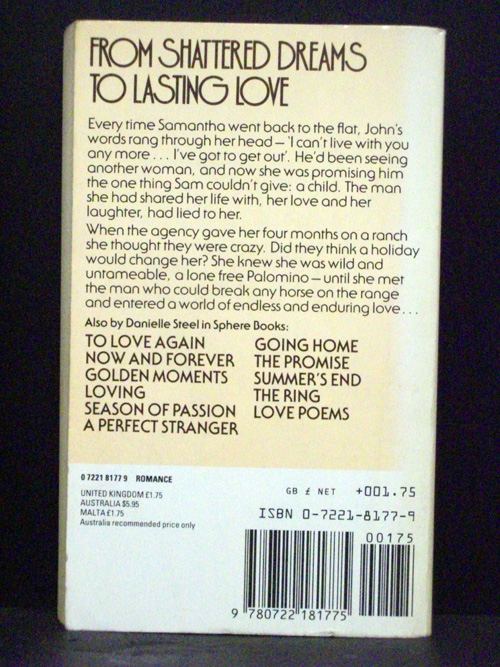 FROM SHATTERED DREAMS
TO LASTING LOVE
Every time Samantha went back to the flat, John's
words rang through her head – 'I can't live with you
any more . . . I've got to get out'. He'd been seeing
another woman, and now she was promising him
the one thing Sam couldn't give: a child. The man
she had shared her life with, her love and her
laughter, had lied to her.
When the agency gave her four months on a ranch
she thought they were crazy. Did they think a holiday
would change her? She knew she was wild and
untameable, a lone free Palomino – until she met
the man who could break any horse on the range
and entered a world of endless and enduring love . . .
Also by Danielle Steel in Sphere Books:
TO LOVE AGAIN
NOW AND FOREVER
GOLDEN MOMENTS
LOVING
SEASON OF PASSION
A PERFECT STRANGER
GOING HOME
THE PROMISE
SUMMER'S END
THE RING
LOVE POEMS
0 7221 8177 9 ROMANCE
UNITED KINGDOM £1.75
AUSTRALIA $5.95
MALTA £1.75
Australia recommended price only
GB £ NET +001.75
ISBN 0-7221-8177-9
00175
9 780722 181775